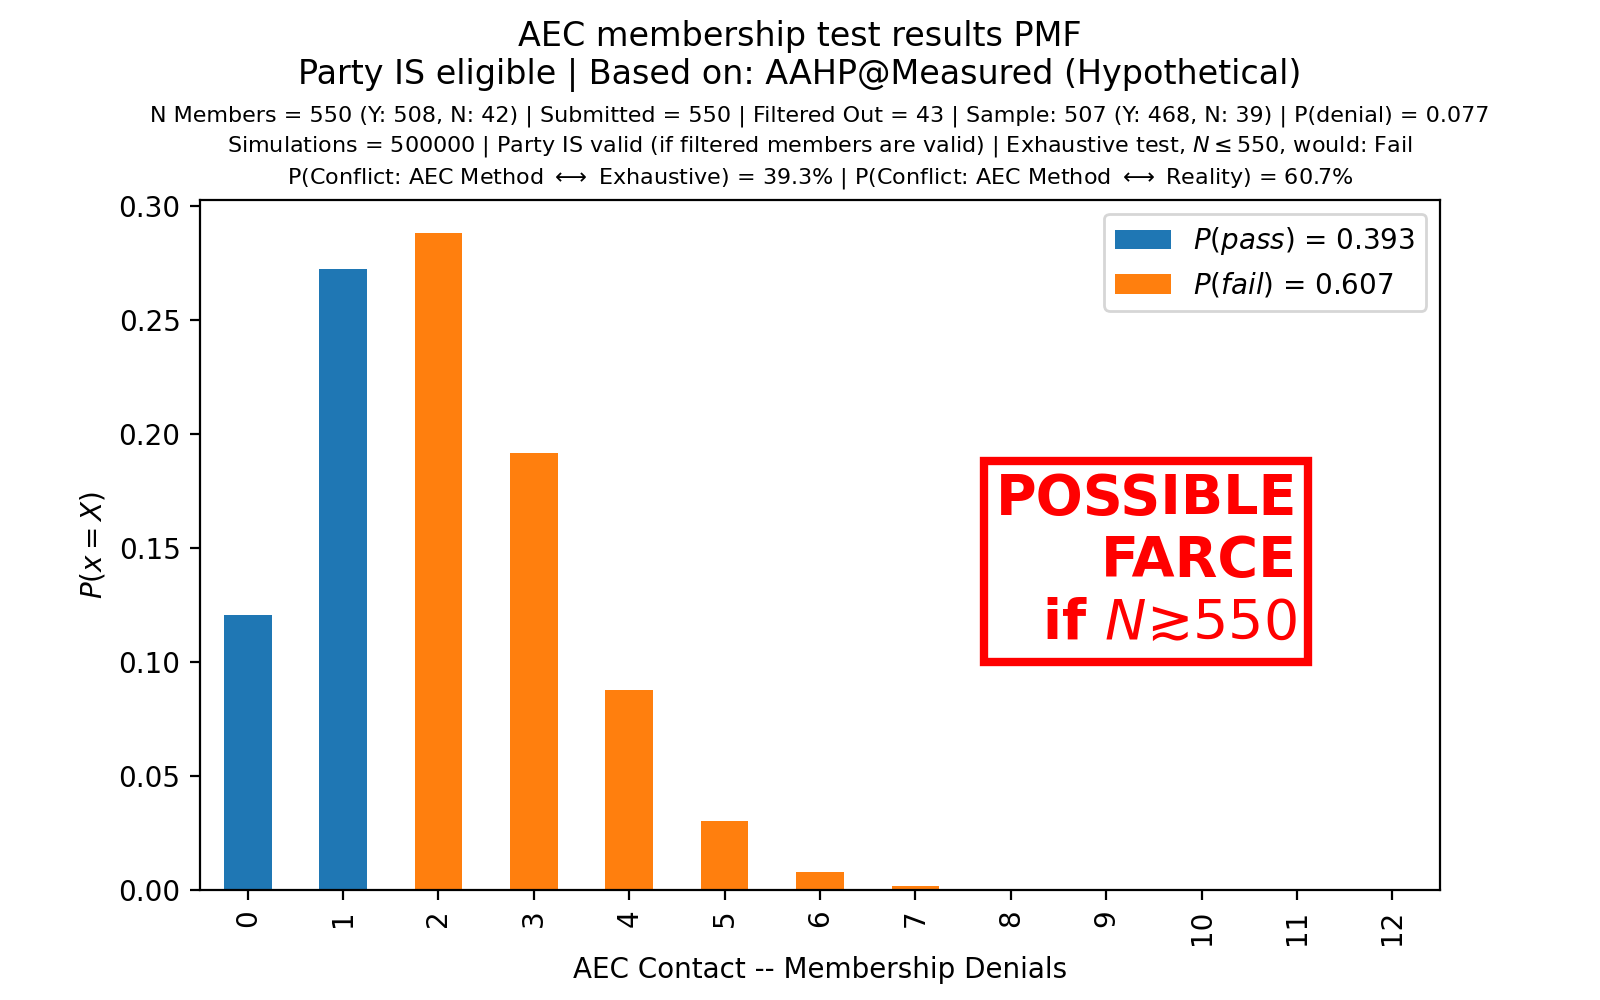 AEC membership test results PMF
Party IS eligible | Based on: AAHP@Measured (Hypothetical)
N Members = 550 (Y: 508, N: 42) | Submitted = 550 | Filtered Out = 43 | Sample: 507 (Y: 468, N: 39) | P(denial) = 0.077
Simulations = 500000 | Party IS valid (if filtered members are valid) | Exhaustive test, N ≤ 550, would: Fail
P(Conflict: AEC Method ⟷ Exhaustive) = 39.3% | P(Conflict: AEC Method ⟷ Reality) = 60.7%
P(pass) = 0.393
P(fail) = 0.607
0.30
0.25
0.20
0.15
0.10
0.05
0.00
P(x = X)
POSSIBLE
FARCE
if N⪞550
0 1 2 3 4 5 6 7 8 9 10 11 12
AEC Contact -- Membership Denials